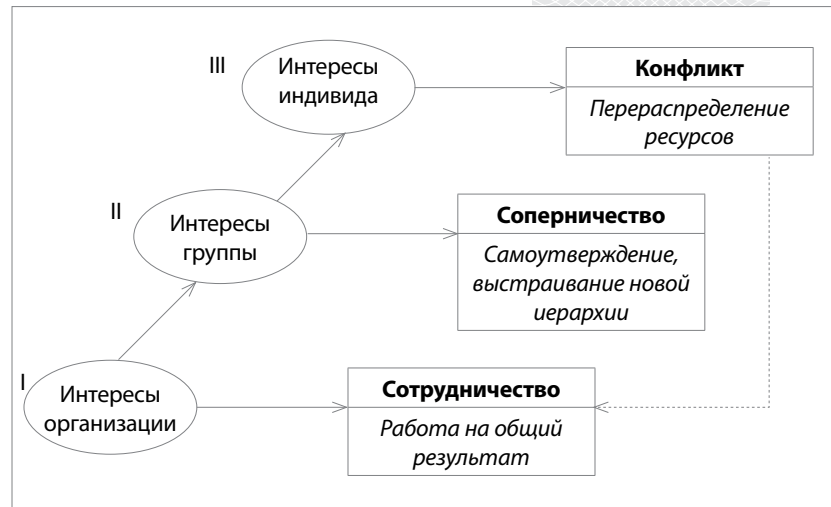 III
Интересы
индивида
Конфликт
Перераспределение
ресурсов
II
Интересы
группы
Соперничество
Самоутверждение,
выстраивание новой
иерархии
I
Интересы
организации
Сотрудничество
Работа на общий
результат